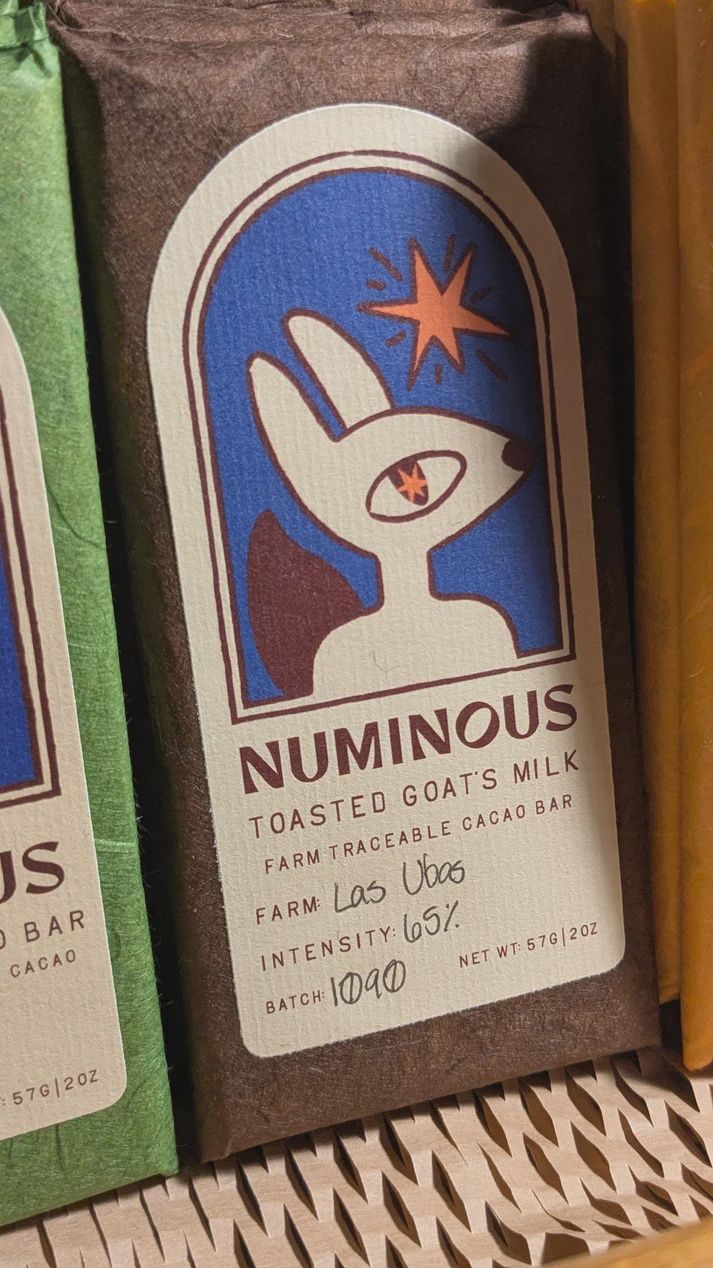 NUMINOUS
TOASTED GOAT'S MILK
FARM TRACEABLE CACAO BAR
FARM: Las Ubas
INTENSITY: 65%
BATCH: 1090 NET WT: 57G|2OZ
US
BAR
CACAO
: 57G|2OZ